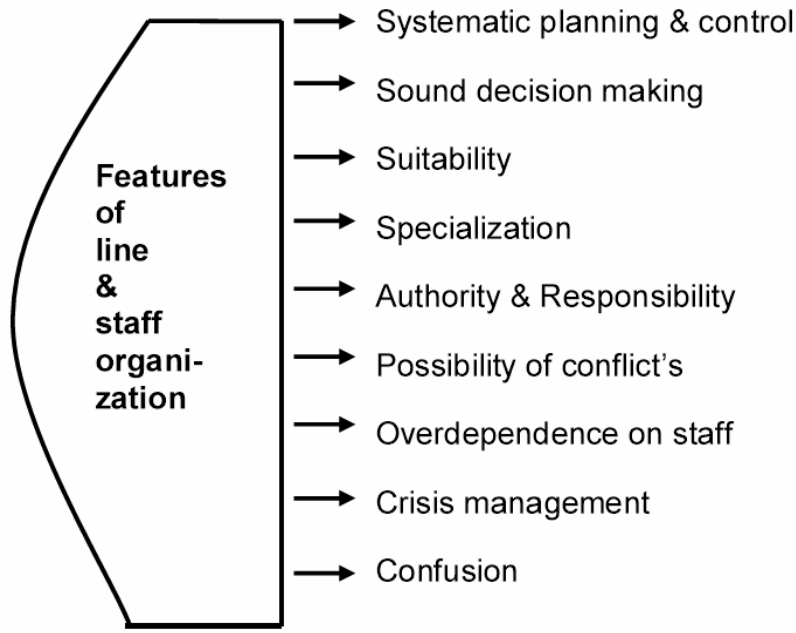 Features
of
line
&
staff
organi-
zation
Systematic planning & control
Sound decision making
Suitability
Specialization
Authority & Responsibility
Possibility of conflict's
Overdependence on staff
Crisis management
Confusion